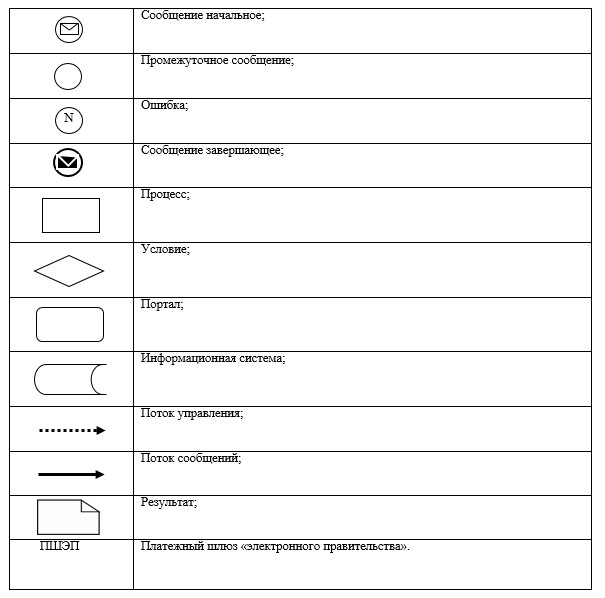 Сообщение начальное;
Промежуточное сообщение;
N
Ошибка;
Сообщение завершающее;
Процесс;
Условие;
Портал;
Информационная система;
Поток управления;
Поток сообщений;
Результат;
ПШЭП
Платежный шлюз «электронного правительства».